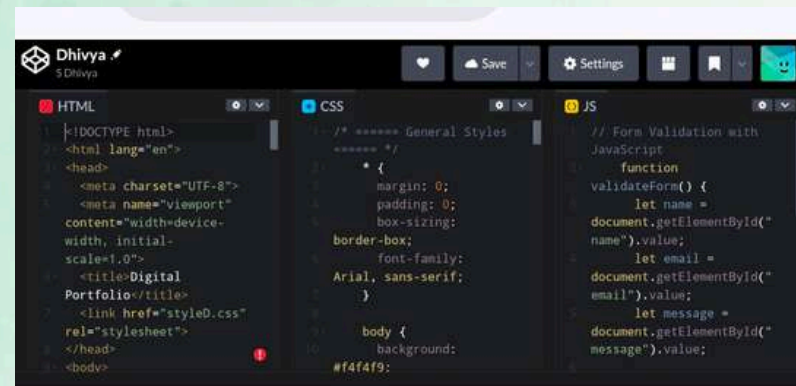 Dhivya
S Dhivya
Save
Settings
HTML
<!DOCTYPE html>
<html lang="en">
<head>
<meta charset="UTF-8">
<meta name="viewport"
content="width=device-
width, initial-
scale=1.0">
<title>Digital
Portfolio</title>
<link href="styleD.css"
rel="stylesheet">
</head>
<body>
CSS
/* ====== General Styles
====== */
* {
margin: 0;
padding: 0;
box-sizing:
border-box;
font-family:
Arial, sans-serif;
}
body {
background:
#f4f4f9;
JS
// Form Validation with
JavaScript
function
validateForm() {
let name =
document.getElementById("
name").value;
let email =
document.getElementById("
email").value;
let message =
document.getElementById("
message").value;